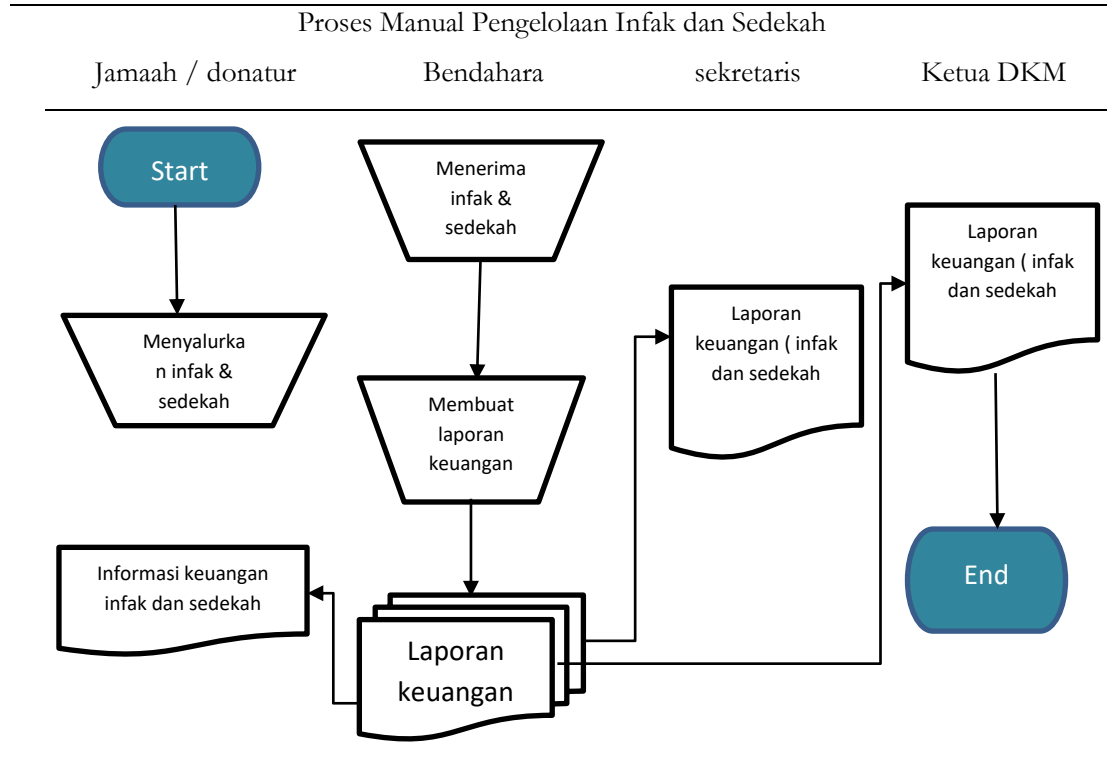 Proses Manual Pengelolaan Infak dan Sedekah
Jamaah / donatur
Bendahara
sekretaris
Ketua DKM
Start
Menyalurka
n infak &
sedekah
Informasi keuangan
infak dan sedekah
Menerima
infak &
sedekah
Membuat
laporan
keuangan
Laporan
keuangan
Laporan
keuangan ( infak
dan sedekah
Laporan
keuangan ( infak
dan sedekah
End